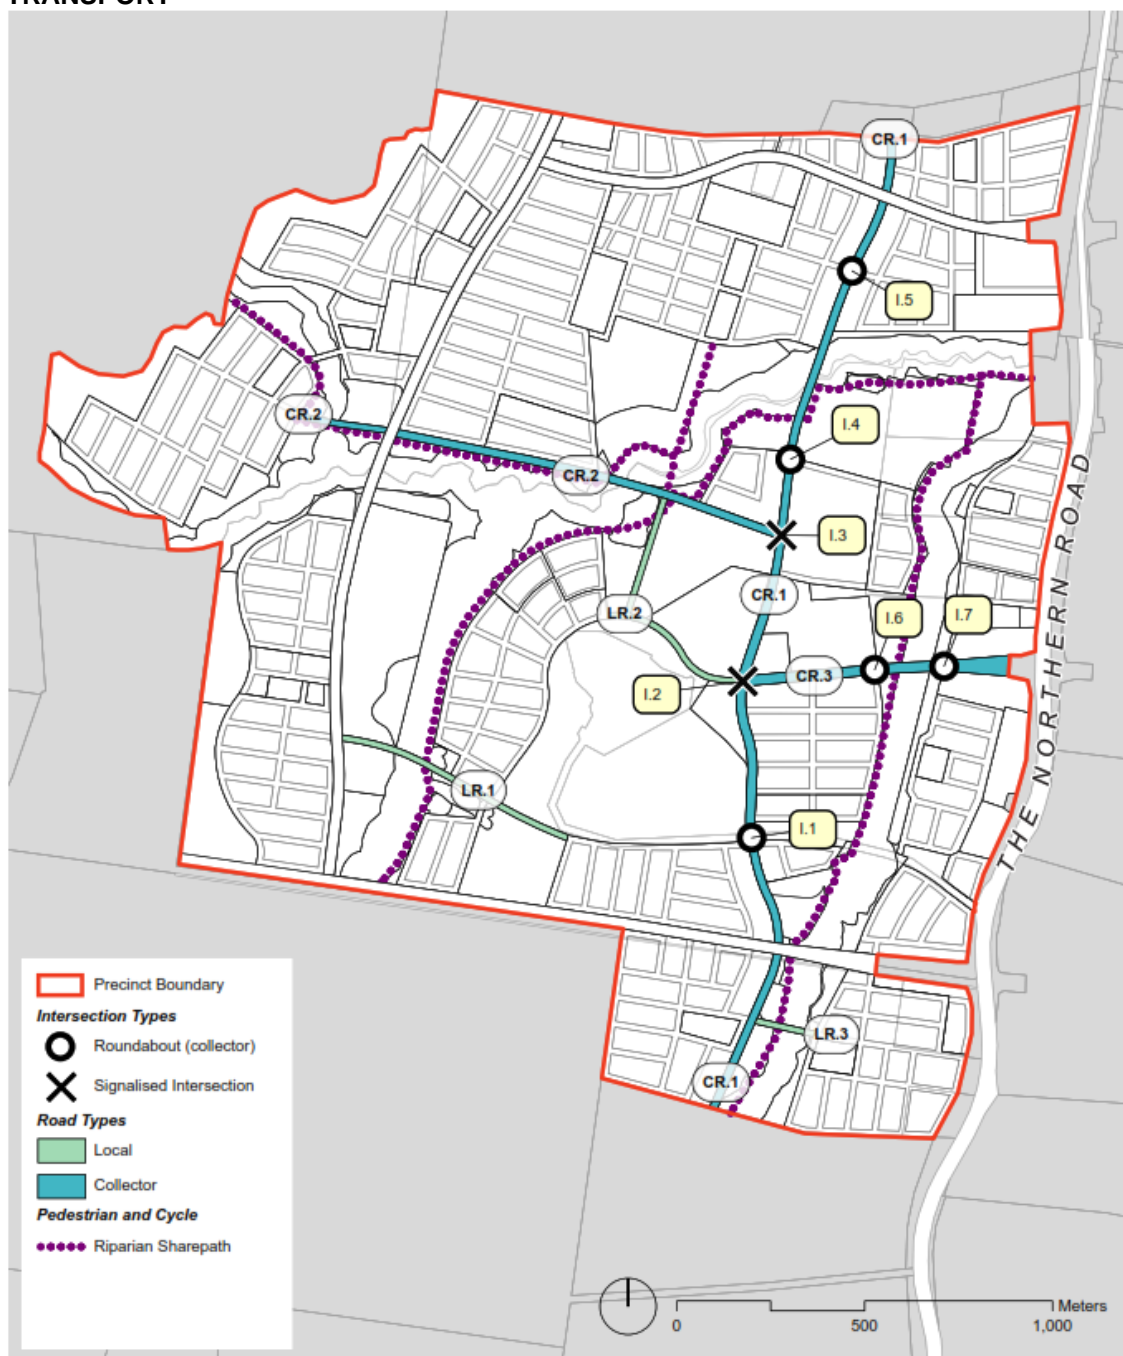 TRANSPORT
CR.1
I.5
CR.2
I.4
CR.2
I.3
CR.1
LR.2
I.6
I.7
CR.3
I.2
LR.1
I.1
THE NORTHERN ROAD
LR.3
CR.1
Precinct Boundary
Intersection Types
Roundabout (collector)
Signalised Intersection
Road Types
Local
Collector
Pedestrian and Cycle
Riparian Sharepath
Meters
0 500 1,000